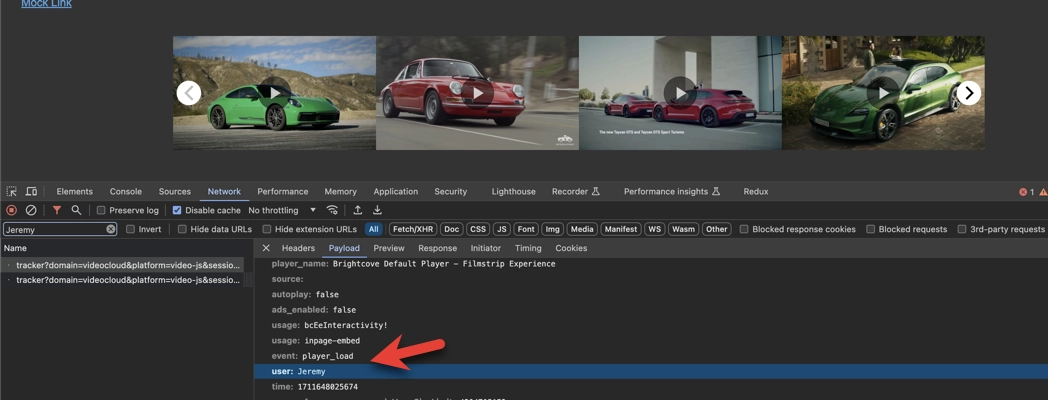 Mock Link
The new Taycan GTS and Taycan GTS Sport Turismo
Elements Console Sources Network Performance Memory Application Security Lighthouse Recorder Performance insights Redux 1
Preserve log Disable cache No throttling
Jeremy Invert Hide data URLs Hide extension URLs All Fetch/XHR Doc CSS JS Font Img Media Manifest WS Wasm Other Blocked response cookies Blocked requests 3rd-party requests
Name Headers Payload Preview Response Initiator Timing Cookies
tracker?domain=videocloud&platform=video-js&sessio...
tracker?domain=videocloud&platform=video-js&sessio...
player_name: Brightcove Default Player - Filmstrip Experience
source:
autoplay: false
ads_enabled: false
usage: bcEeInteractivity!
usage: inpage-embed
event: player_load
user: Jeremy
time: 1711648025674